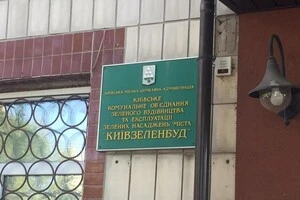 КИЇВСЬКА МІСЬКА ДЕРЖАВНА АДМІНІСТРАЦІЯ
КИЇВСЬКЕ
КОМУНАЛЬНЕ ОБ'ЄДНАННЯ
ЗЕЛЕНОГО БУДІВНИЦТВА
ТА ЕКСПЛУАТАЦІЇ
ЗЕЛЕНИХ НАСАДЖЕНЬ МІСТА
КИЇВЗЕЛЕНБУД